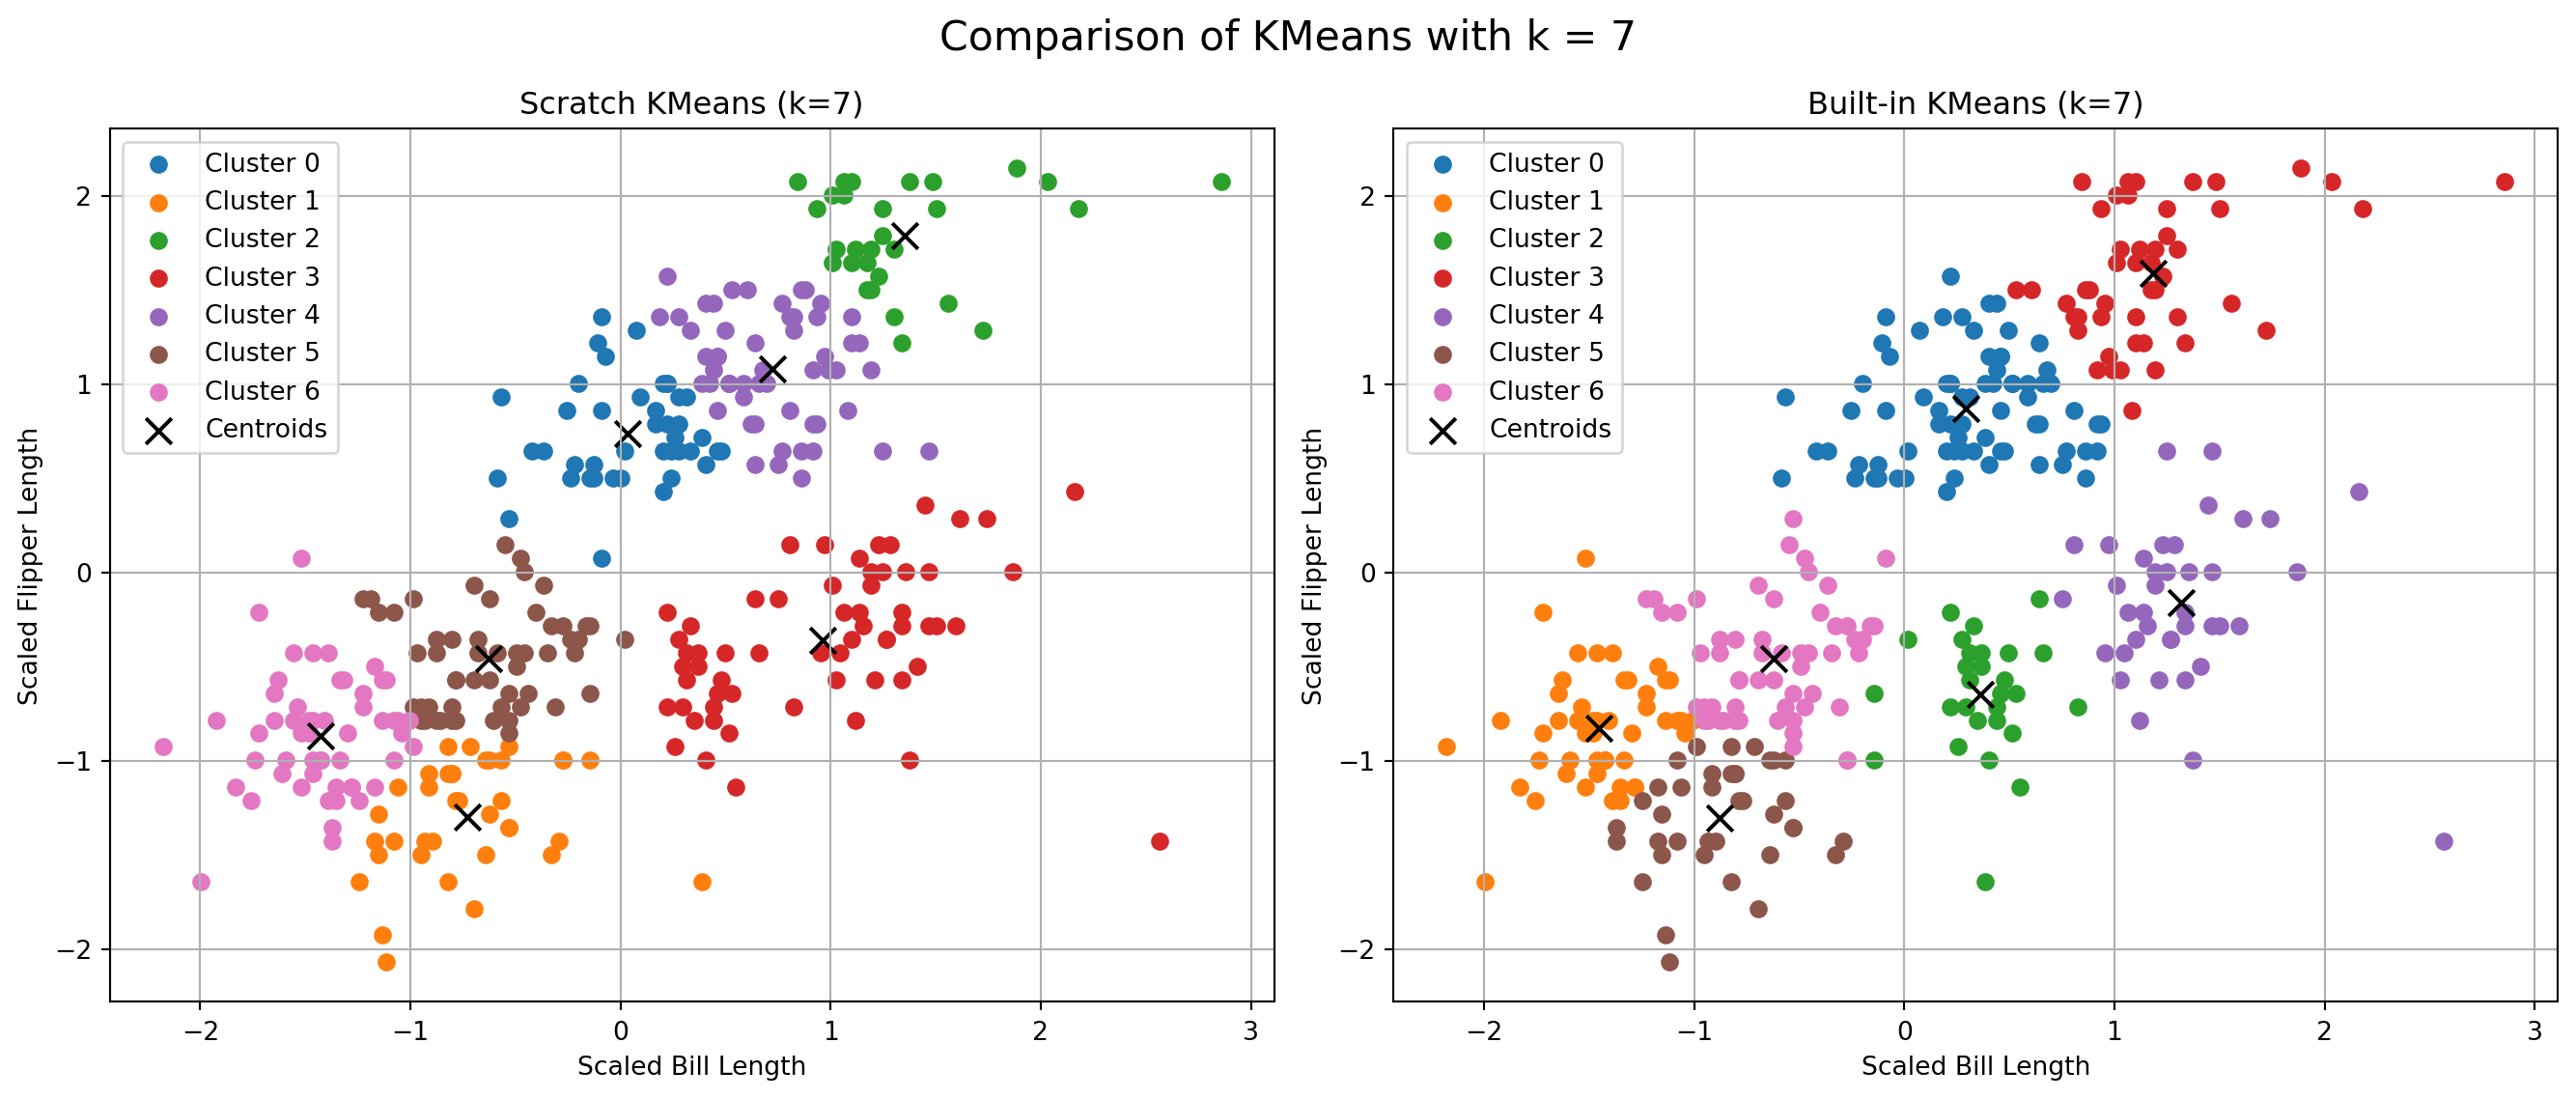 Comparison of KMeans with k = 7
Scratch KMeans (k=7)
Cluster 0
Cluster 1
Cluster 2
Cluster 3
Cluster 4
Cluster 5
Cluster 6
Centroids
Scaled Flipper Length
2
1
0
−1
−2
−2
−1
0
1
2
3
Scaled Bill Length
Built-in KMeans (k=7)
Cluster 0
Cluster 1
Cluster 2
Cluster 3
Cluster 4
Cluster 5
Cluster 6
Centroids
Scaled Flipper Length
2
1
0
−1
−2
−2
−1
0
1
2
3
Scaled Bill Length